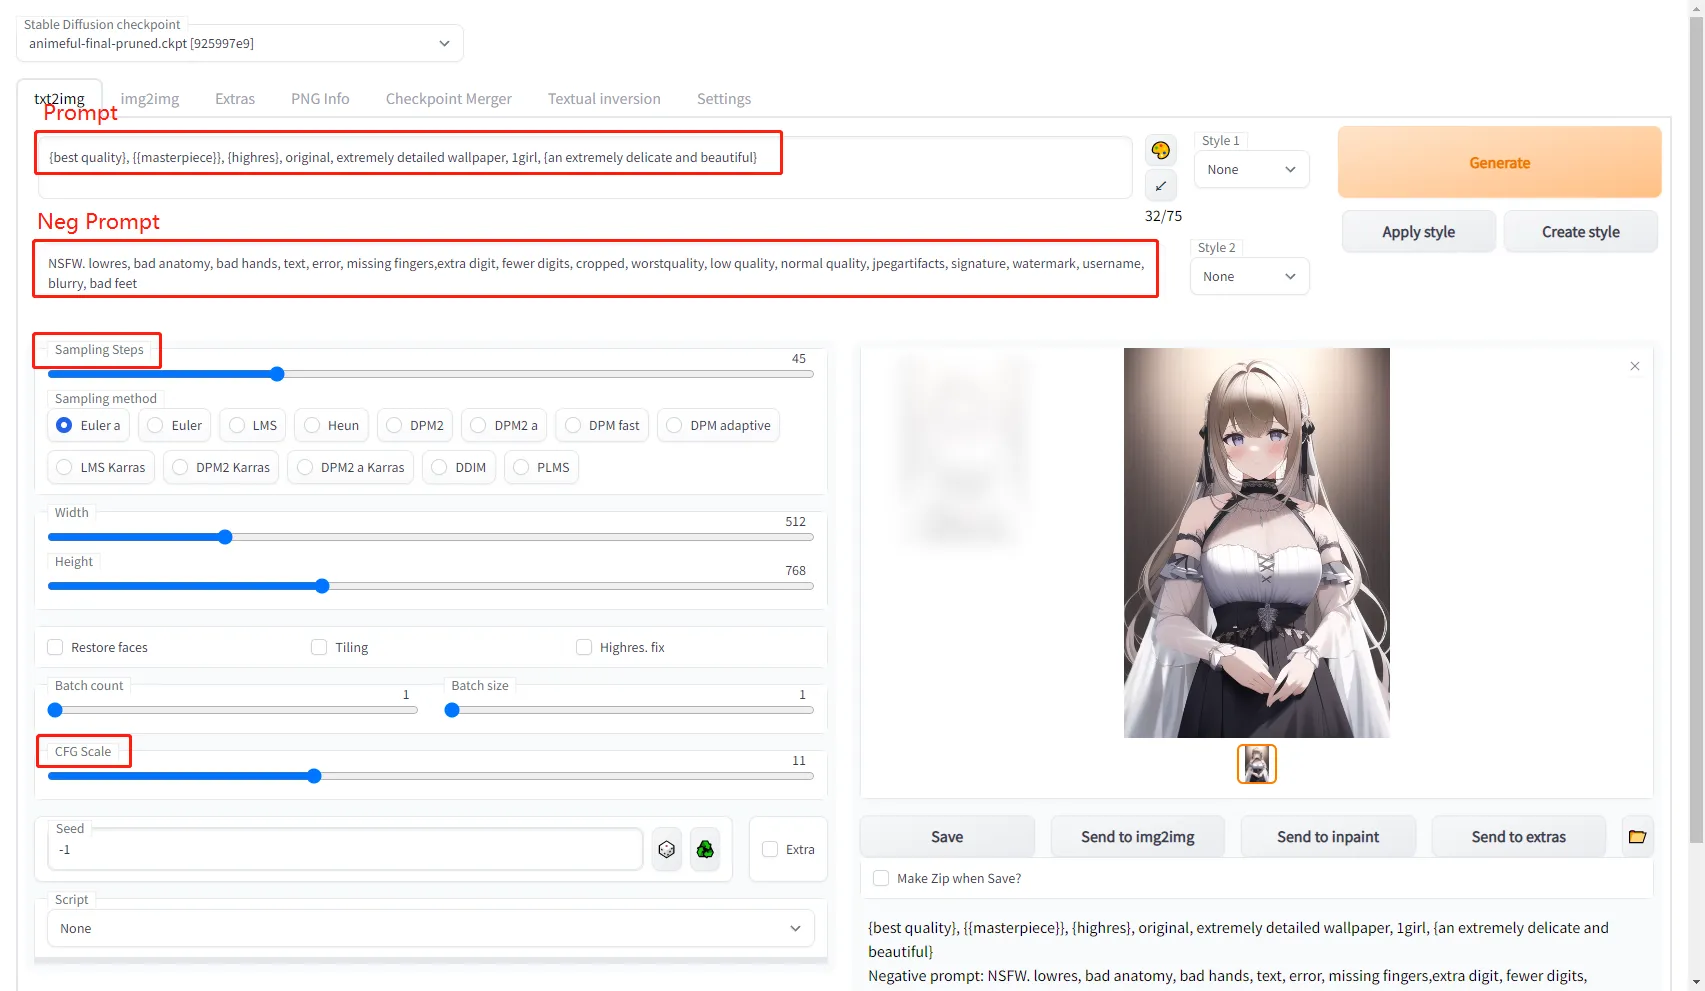 Stable Diffusion checkpoint
animeful-final-pruned.ckpt [925997e9]
txt2img img2img Extras PNG Info Checkpoint Merger Textual inversion Settings
Prompt
{best quality}, {{masterpiece}}, {highres}, original, extremely detailed wallpaper, 1girl, {an extremely delicate and beautiful}
Style 1
None
Generate
32/75
Neg Prompt
Apply style Create style
NSFW. lowres, bad anatomy, bad hands, text, error, missing fingers,extra digit, fewer digits, cropped, worstquality, low quality, normal quality, jpegartifacts, signature, watermark, username,
blurry, bad feet
Style 2
None
Sampling Steps
45
Sampling method
Euler a Euler LMS Heun DPM2 DPM2 a DPM fast DPM adaptive
LMS Karras DPM2 Karras DPM2 a Karras DDIM PLMS
Width
512
Height
768
Restore faces Tiling Highres. fix
Batch count
1
Batch size
1
CFG Scale
11
Seed
-1
Extra
Script
None
Save Send to img2img Send to inpaint Send to extras
Make Zip when Save?
{best quality}, {{masterpiece}}, {highres}, original, extremely detailed wallpaper, 1girl, {an extremely delicate and
beautiful}
Negative prompt: NSFW. lowres, bad anatomy, bad hands, text, error, missing fingers,extra digit, fewer digits,